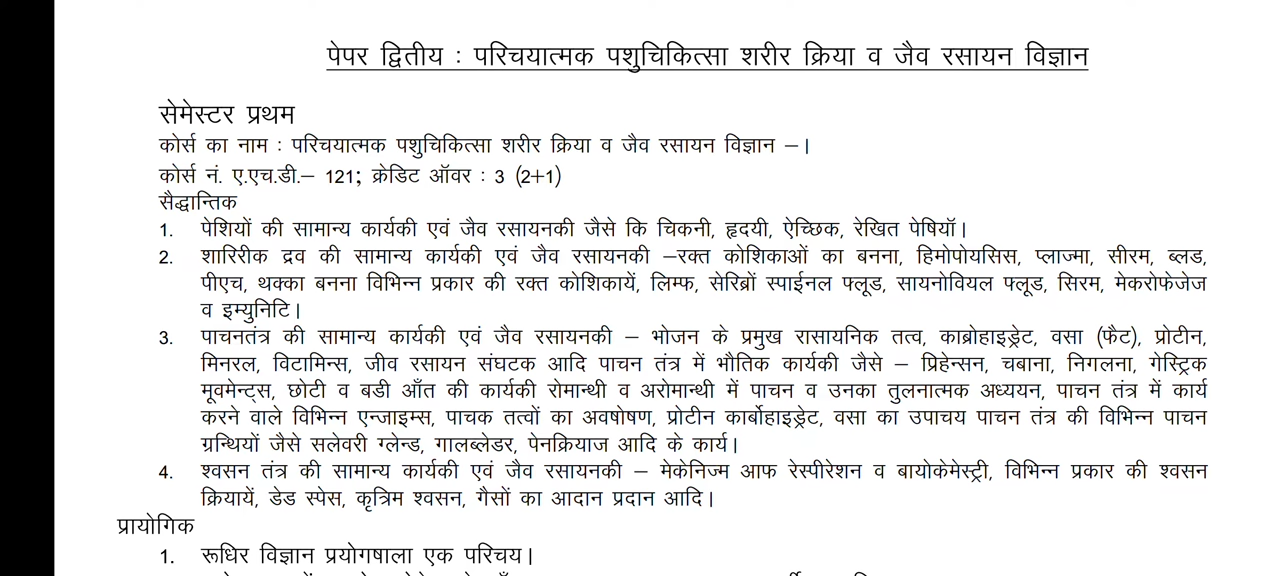 पेपर द्वितीय : परिचयात्मक पशुचिकित्सा शरीर क्रिया व जैव रसायन विज्ञान
सेमेस्टर प्रथम
कोर्स का नाम : परिचयात्मक पशुचिकित्सा शरीर क्रिया व जैव रसायन विज्ञान –।
कोर्स नं. ए.एच.डी.– 121; क्रेडिट ऑवर : 3 (2+1)
सैद्धान्तिक
1. पेशियों की सामान्य कार्यकी एवं जैव रसायनकी जैसे कि चिकनी, हृदयी, ऐच्छिक, रेखित पेषियॉ।
2. शारिरीक द्रव की सामान्य कार्यकी एवं जैव रसायनकी –रक्त कोशिकाओं का बनना, हिमोपोयसिस, प्लाज्मा, सीरम, ब्लड,
पीएच, थक्का बनना विभिन्न प्रकार की रक्त कोशिकायें, लिम्फ, सेरिब्रों स्पाईनल फ्लूड, सायनोवियल फ्लूड, सिरम, मेकरोफेजेज
व इम्युनिटि।
3. पाचनतंत्र की सामान्य कार्यकी एवं जैव रसायनकी – भोजन के प्रमुख रासायनिक तत्व, काब्रोहाइड्रेट, वसा (फैट), प्रोटीन,
मिनरल, विटामिन्स, जीव रसायन संघटक आदि पाचन तंत्र में भौतिक कार्यकी जैसे – प्रिहेन्सन, चबाना, निगलना, गेस्ट्रिक
मूवमेन्ट्स, छोटी व बडी ऑंत की कार्यकी रोमान्थी व अरोमान्थी में पाचन व उनका तुलनात्मक अध्ययन, पाचन तंत्र में कार्य
करने वाले विभिन्न एन्जाइम्स, पाचक तत्वों का अवषोषण, प्रोटीन कार्बोहाइड्रेट, वसा का उपाचय पाचन तंत्र की विभिन्न पाचन
ग्रन्थियों जैसे सलेवरी ग्लेन्ड, गालब्लेडर, पेनक्रियाज आदि के कार्य।
4. श्वसन तंत्र की सामान्य कार्यकी एवं जैव रसायनकी – मेकेनिज्म आफ रेस्पीरेशन व बायोकेमेस्ट्री, विभिन्न प्रकार की श्वसन
क्रियायें, डेड स्पेस, कृत्रिम श्वसन, गैसों का आदान प्रदान आदि।
प्रायोगिक
1. रूधिर विज्ञान प्रयोगषाला एक परिचय।